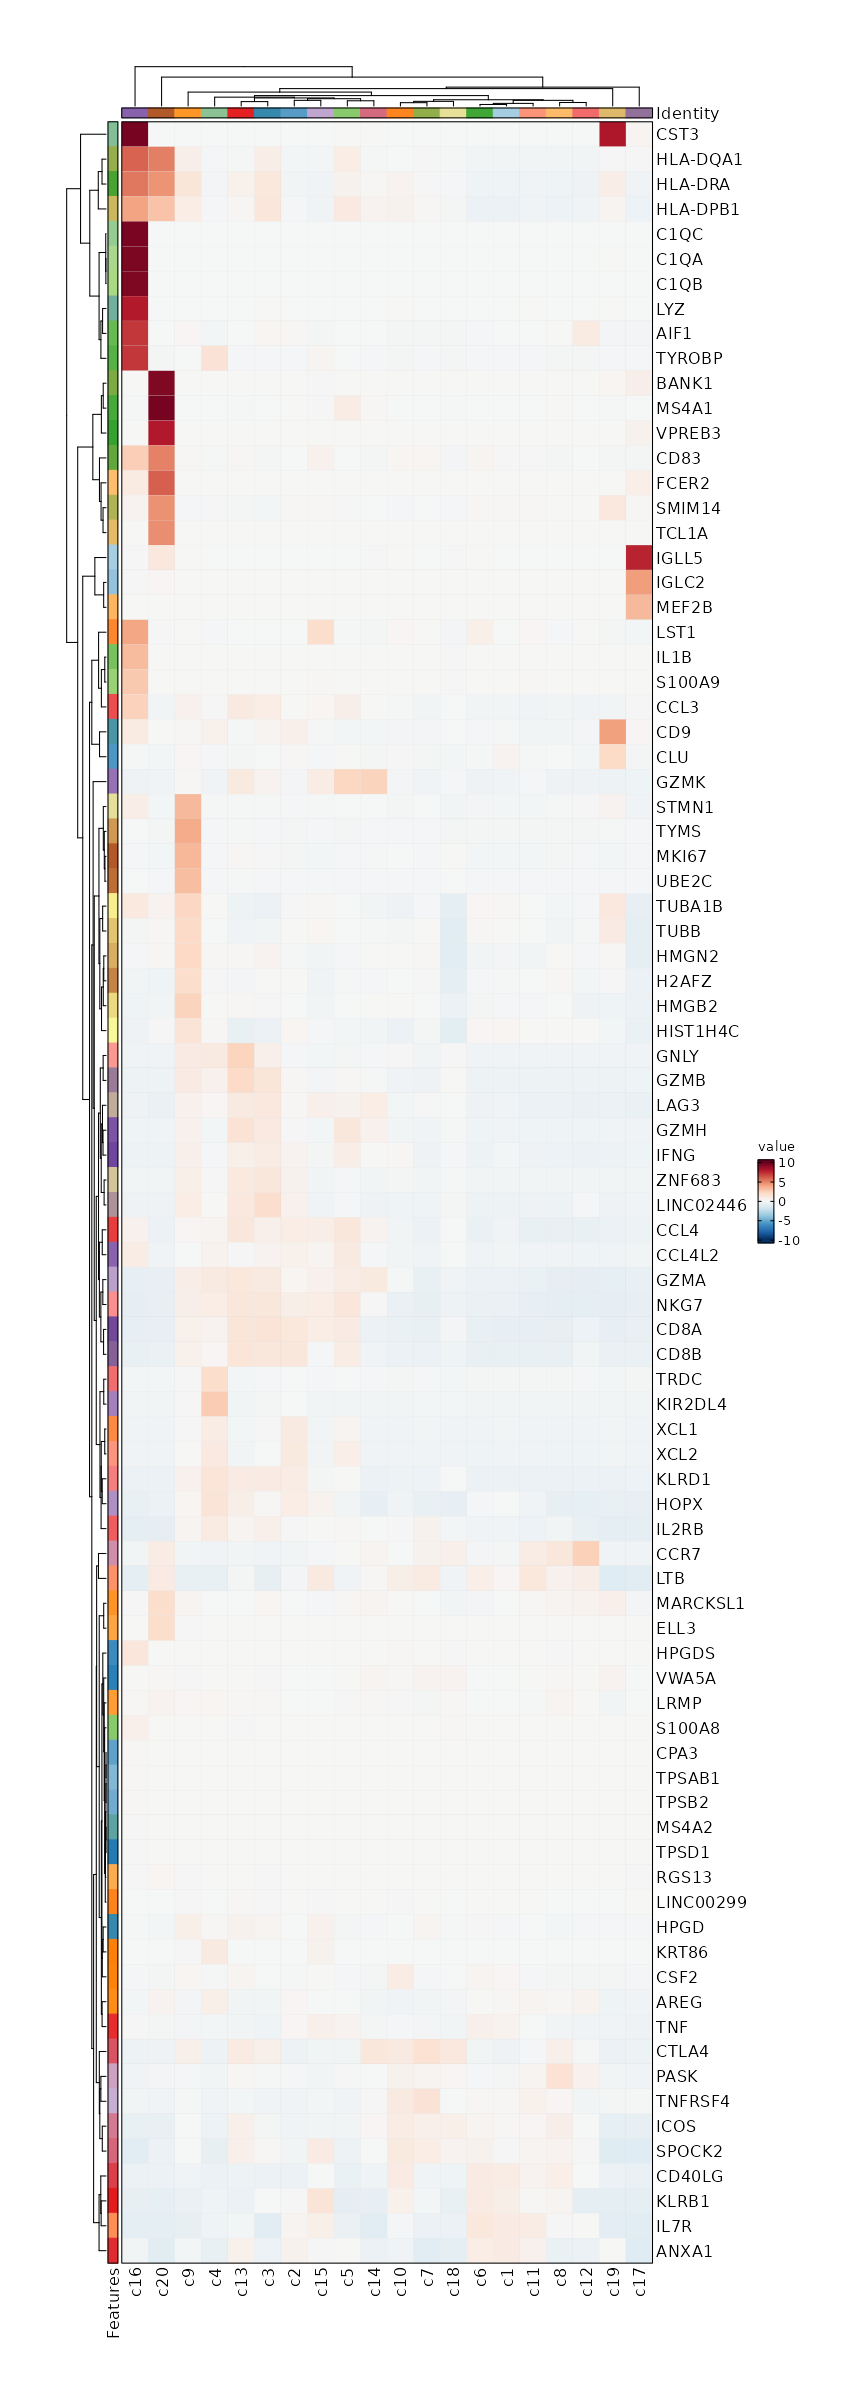 Identity
CST3
HLA-DQA1
HLA-DRA
HLA-DPB1
C1QC
C1QA
C1QB
LYZ
AIF1
TYROBP
BANK1
MS4A1
VPREB3
CD83
FCER2
SMIM14
TCL1A
IGLL5
IGLC2
MEF2B
LST1
IL1B
S100A9
CCL3
CD9
CLU
GZMK
STMN1
TYMS
MKI67
UBE2C
TUBA1B
TUBB
HMGN2
H2AFZ
HMGB2
HIST1H4C
GNLY
GZMB
LAG3
GZMH
IFNG
ZNF683
LINC02446
CCL4
CCL4L2
GZMA
NKG7
CD8A
CD8B
TRDC
KIR2DL4
XCL1
XCL2
KLRD1
HOPX
IL2RB
CCR7
LTB
MARCKSL1
ELL3
HPGDS
VWA5A
LRMP
S100A8
CPA3
TPSAB1
TPSB2
MS4A2
TPSD1
RGS13
LINC00299
HPGD
KRT86
CSF2
AREG
TNF
CTLA4
PASK
TNFRSF4
ICOS
SPOCK2
CD40LG
KLRB1
IL7R
ANXA1
value
10
5
0
-5
-10
Features
c16
c20
c9
c4
c13
c3
c2
c15
c5
c14
c10
c7
c18
c6
c1
c11
c8
c12
c19
c17